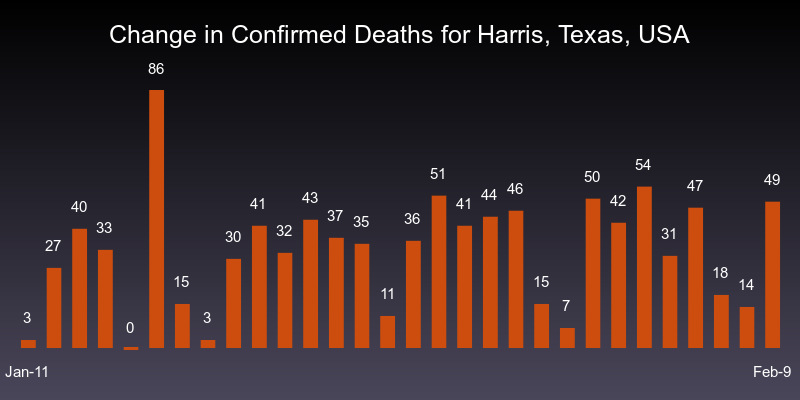 Change in Confirmed Deaths for Harris, Texas, USA
3 27 40 33 0 86 15 3 30 41 32 43 37 35 11 36 51 41 44 46 15 7 50 42 54 31 47 18 14 49
Jan-11 Feb-9